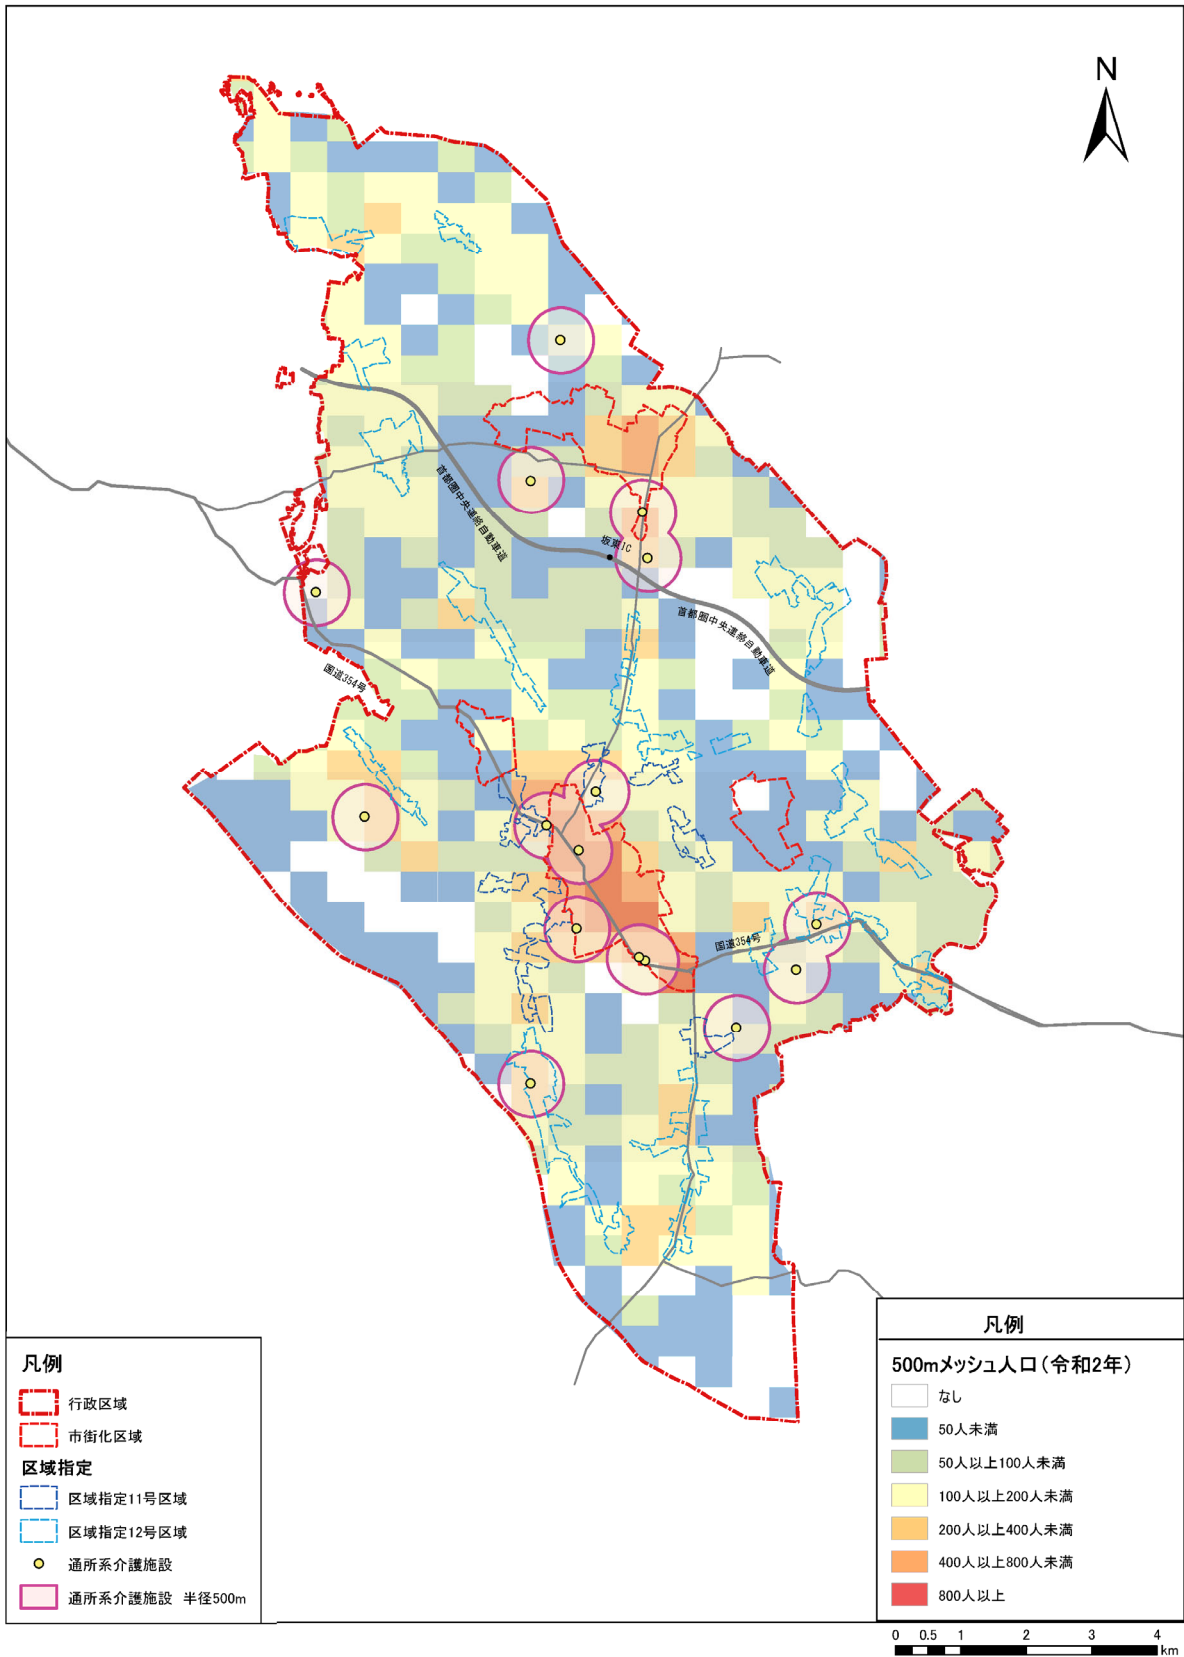 N
首都圏中央連絡自動車道
坂東IC
首都圏中央連絡自動車道
国道354号
国道354号
凡例
行政区域
市街化区域
区域指定
区域指定11号区域
区域指定12号区域
通所系介護施設
通所系介護施設 半径500m
凡例
500mメッシュ人口(令和2年)
なし
50人未満
50人以上100人未満
100人以上200人未満
200人以上400人未満
400人以上800人未満
800人以上
0 0.5 1 2 3 4
km